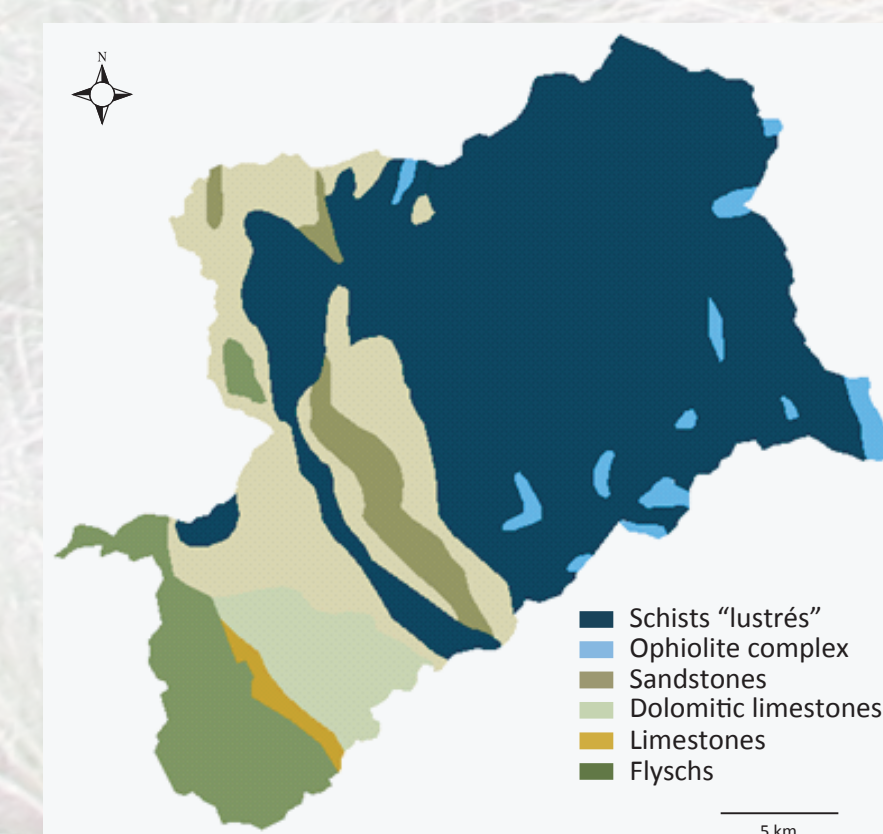 N
Schists “lustrés”
Ophiolite complex
Sandstones
Dolomitic limestones
Limestones
Flyschs
5 km